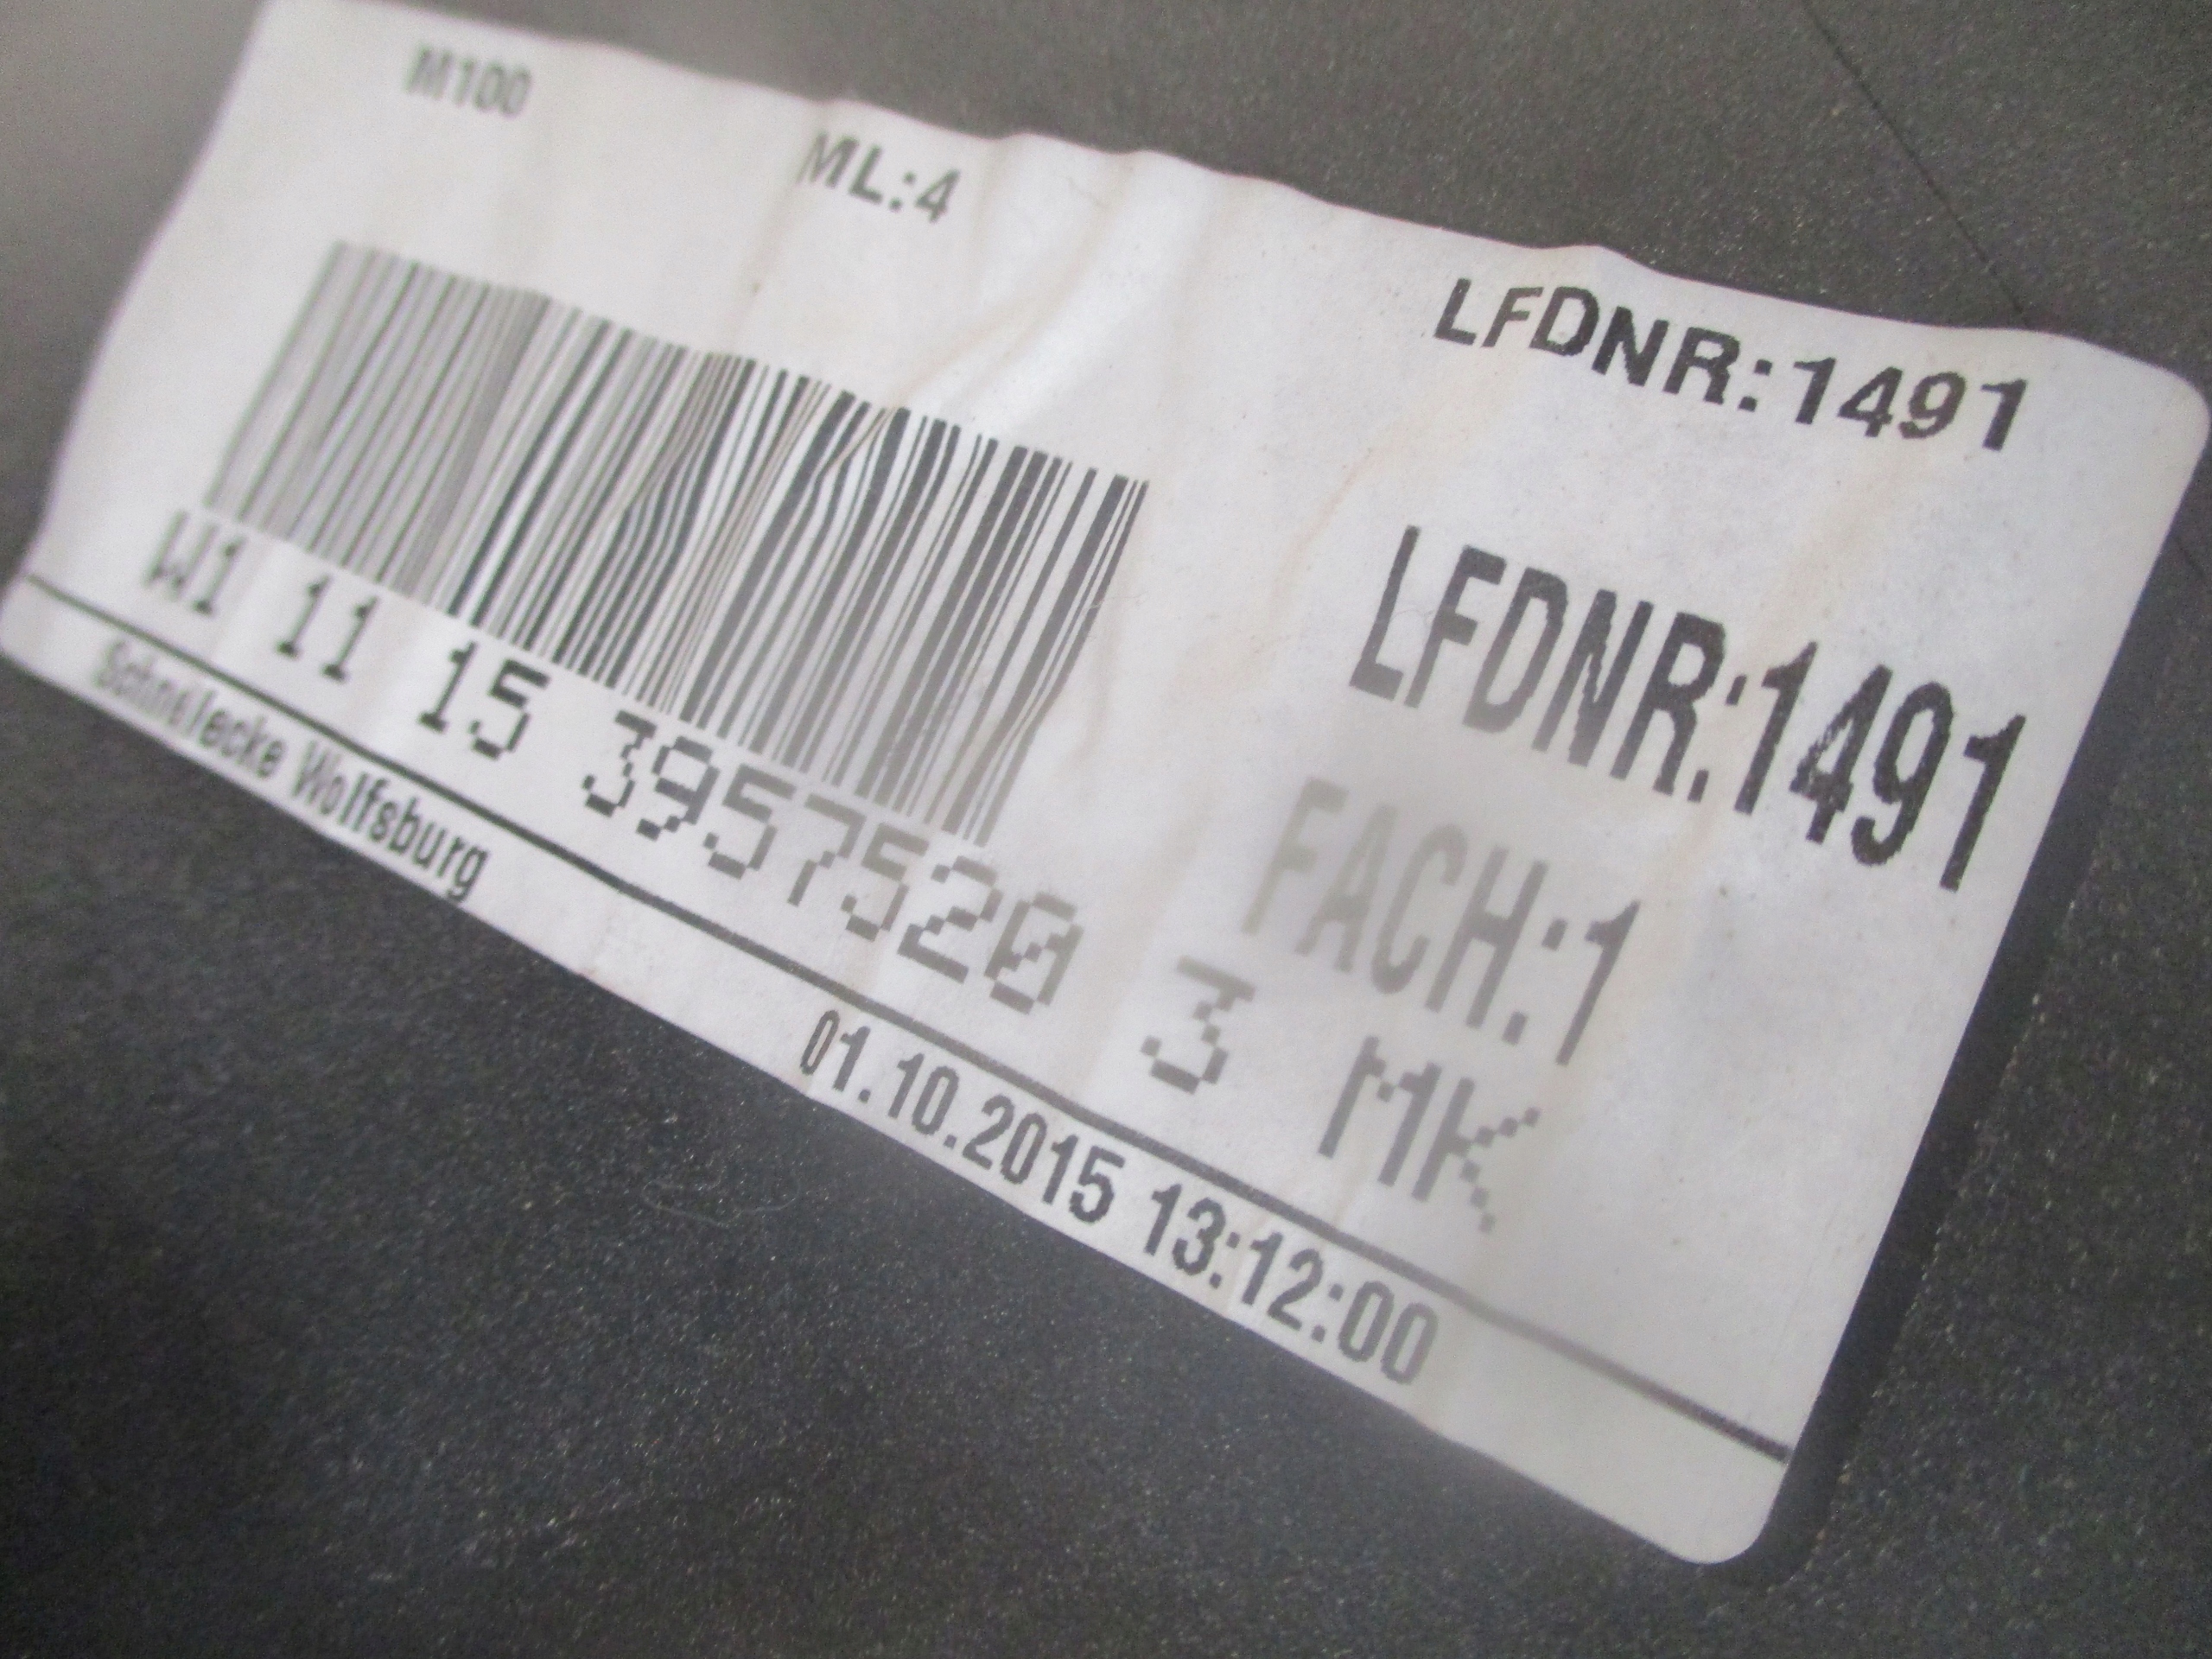 M100
ML:4
LFDNR:1491
LFDNR:1491
FACH:1
W1 11 15 3957520 3 MK
Schnellecke Wolfsburg
01.10.2015 13:12:00